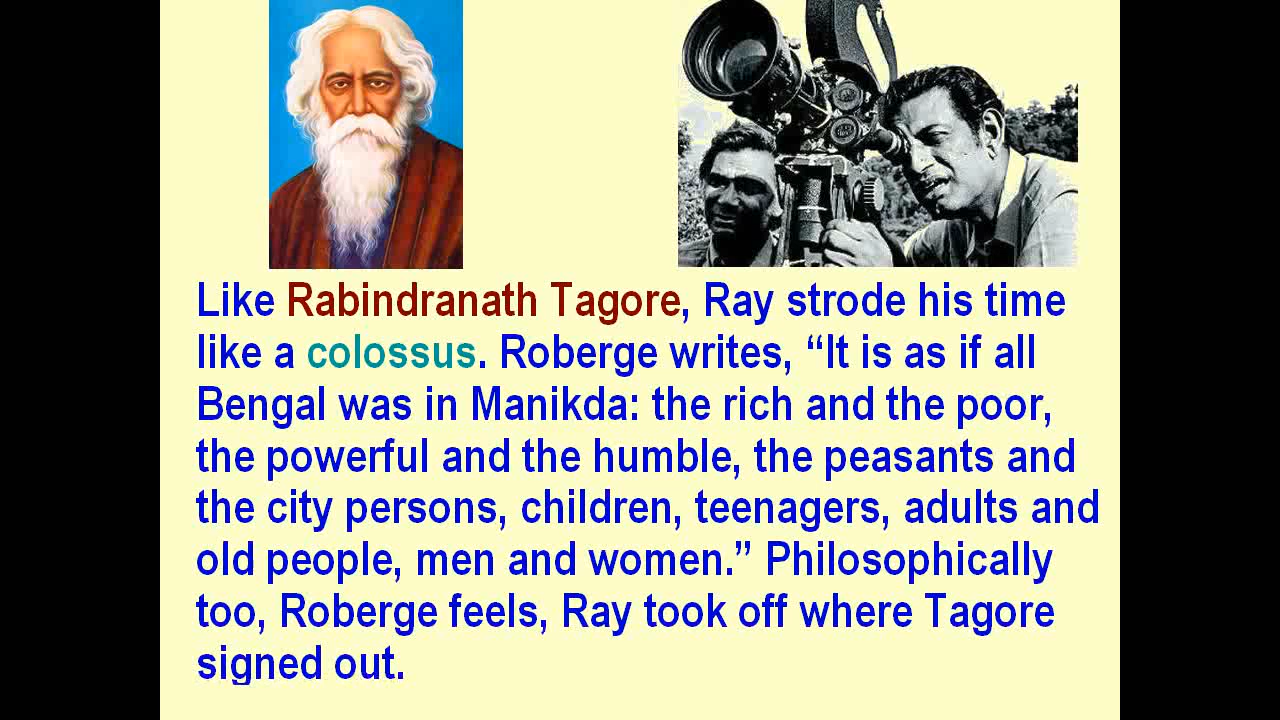 Like Rabindranath Tagore, Ray strode his time
like a colossus. Roberge writes, “It is as if all
Bengal was in Manikda: the rich and the poor,
the powerful and the humble, the peasants and
the city persons, children, teenagers, adults and
old people, men and women.” Philosophically
too, Roberge feels, Ray took off where Tagore
signed out.